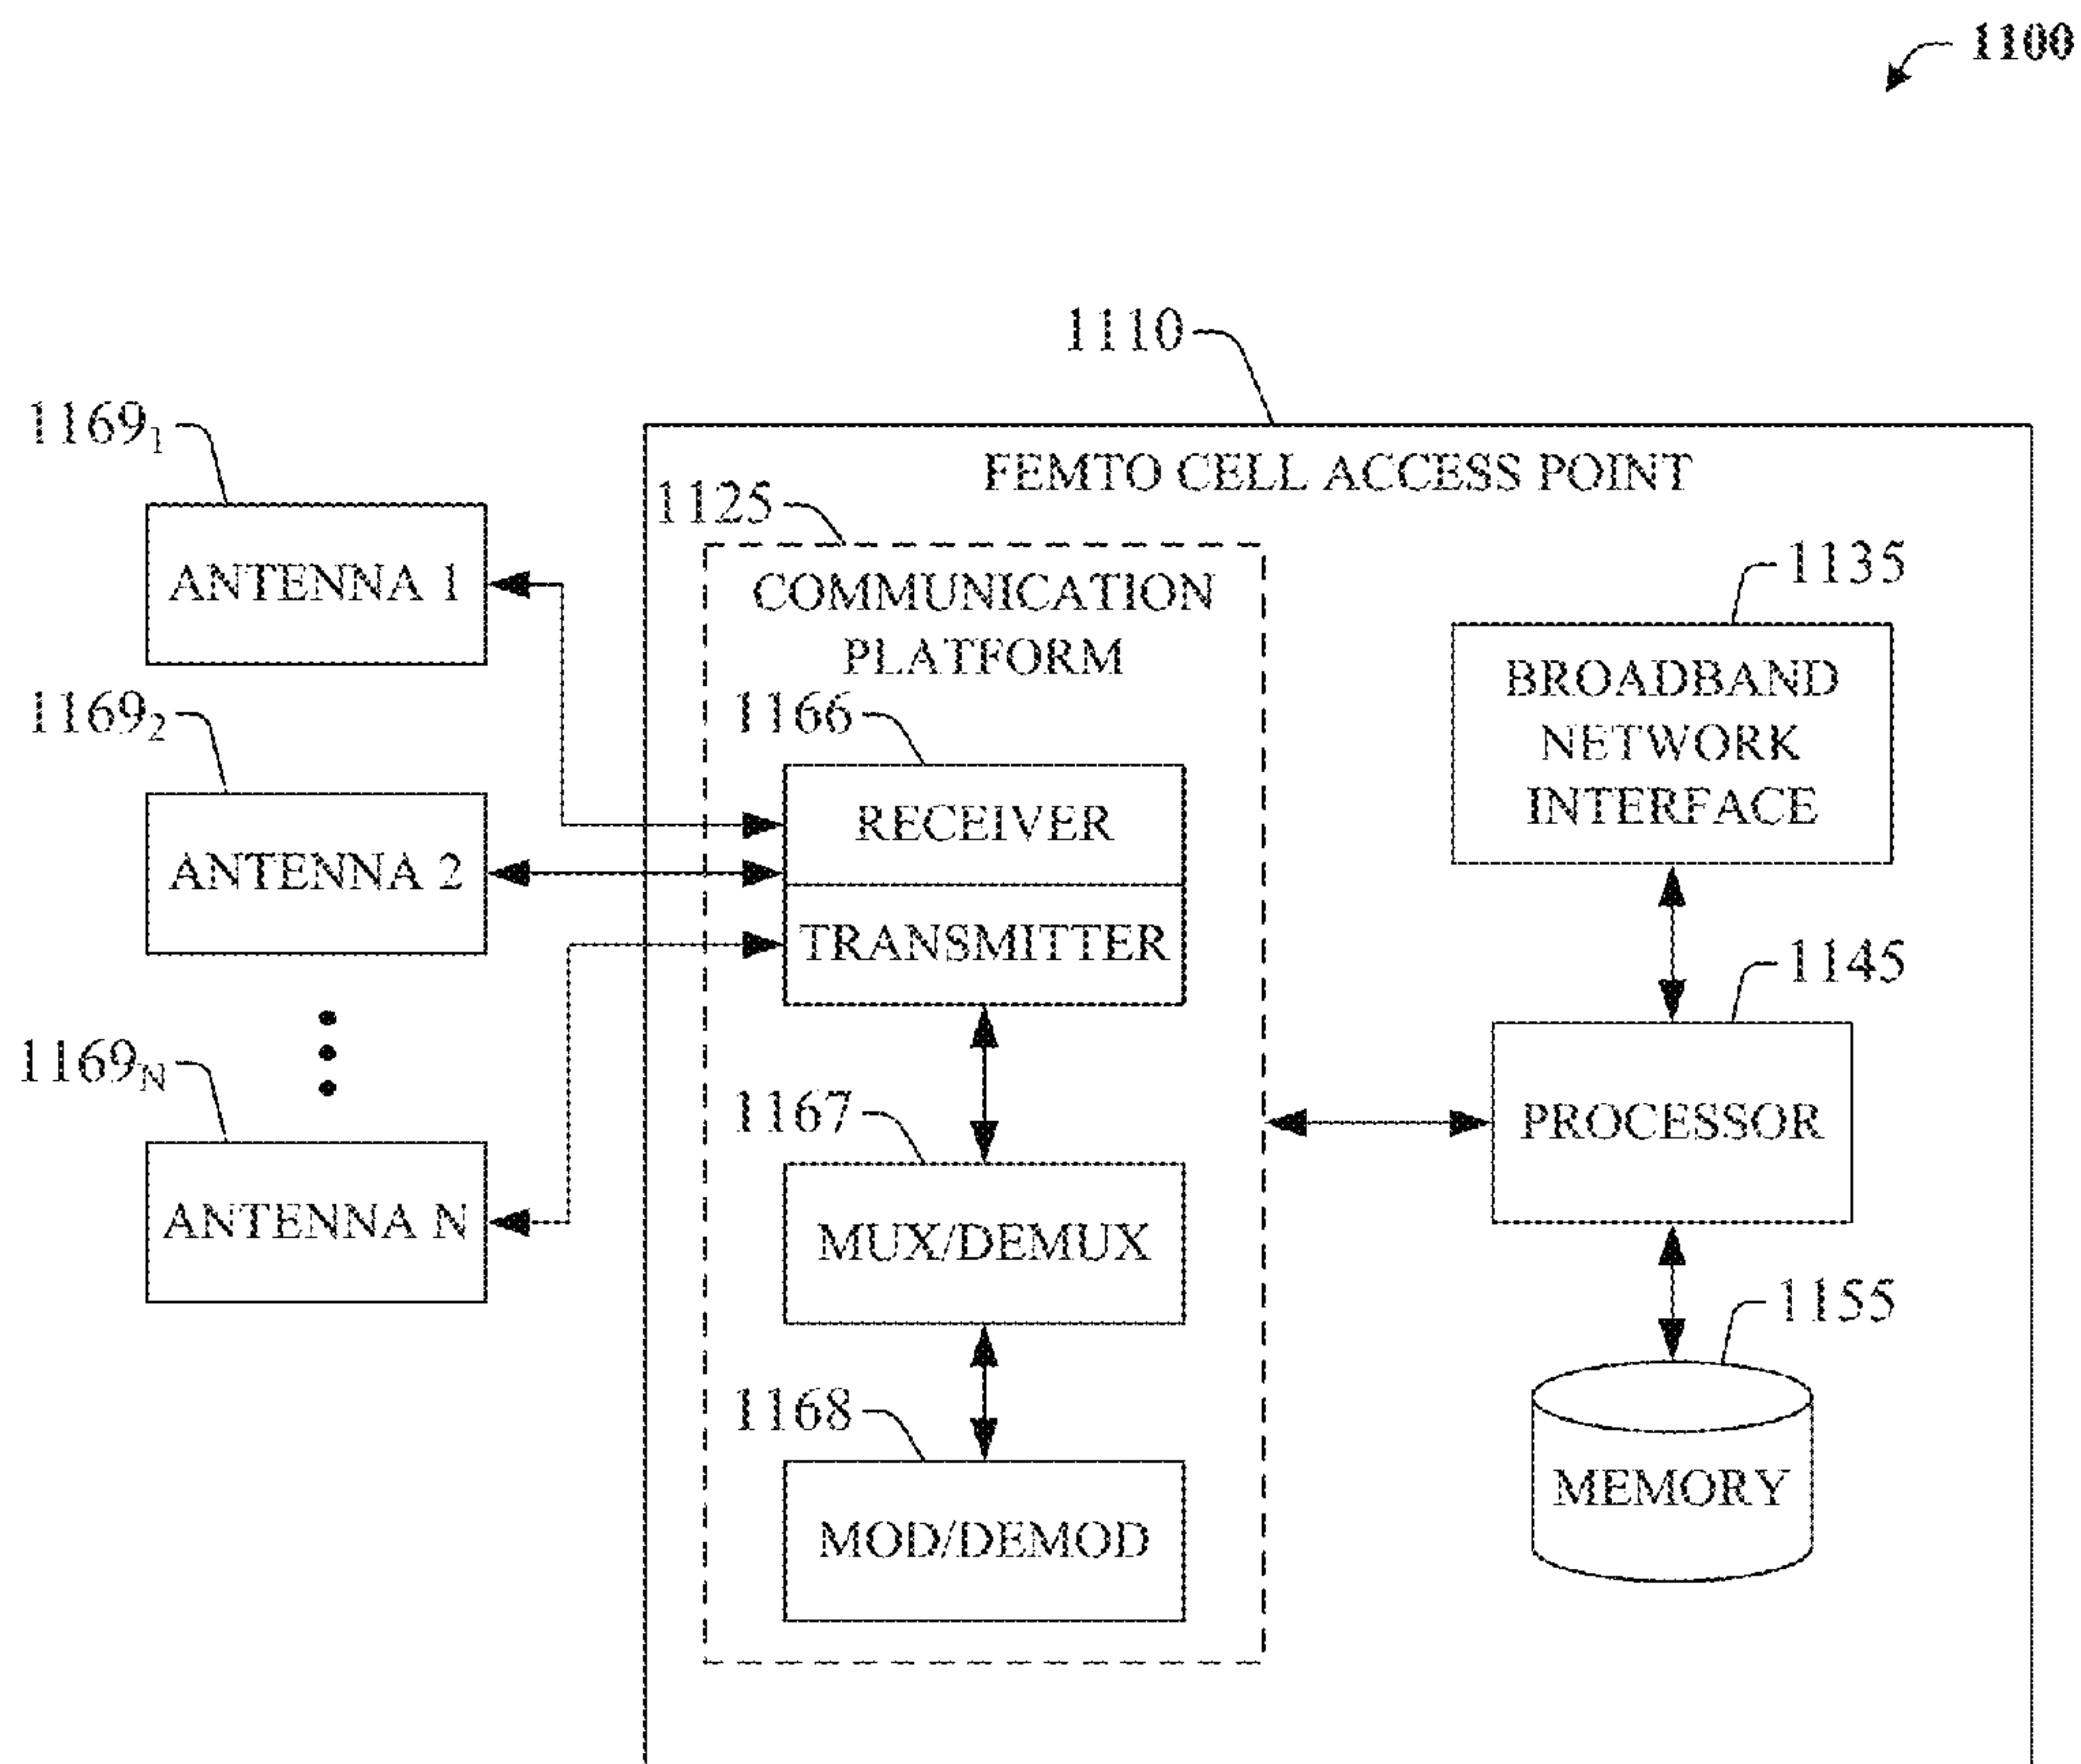 1100
1110
FEMTO CELL ACCESS POINT
1169₁
ANTENNA 1
1169₂
ANTENNA 2
1169ₙ
ANTENNA N
1125
COMMUNICATION
PLATFORM
1166
RECEIVER
TRANSMITTER
1167
MUX/DEMUX
1168
MOD/DEMOD
1135
BROADBAND
NETWORK
INTERFACE
1145
PROCESSOR
1155
MEMORY